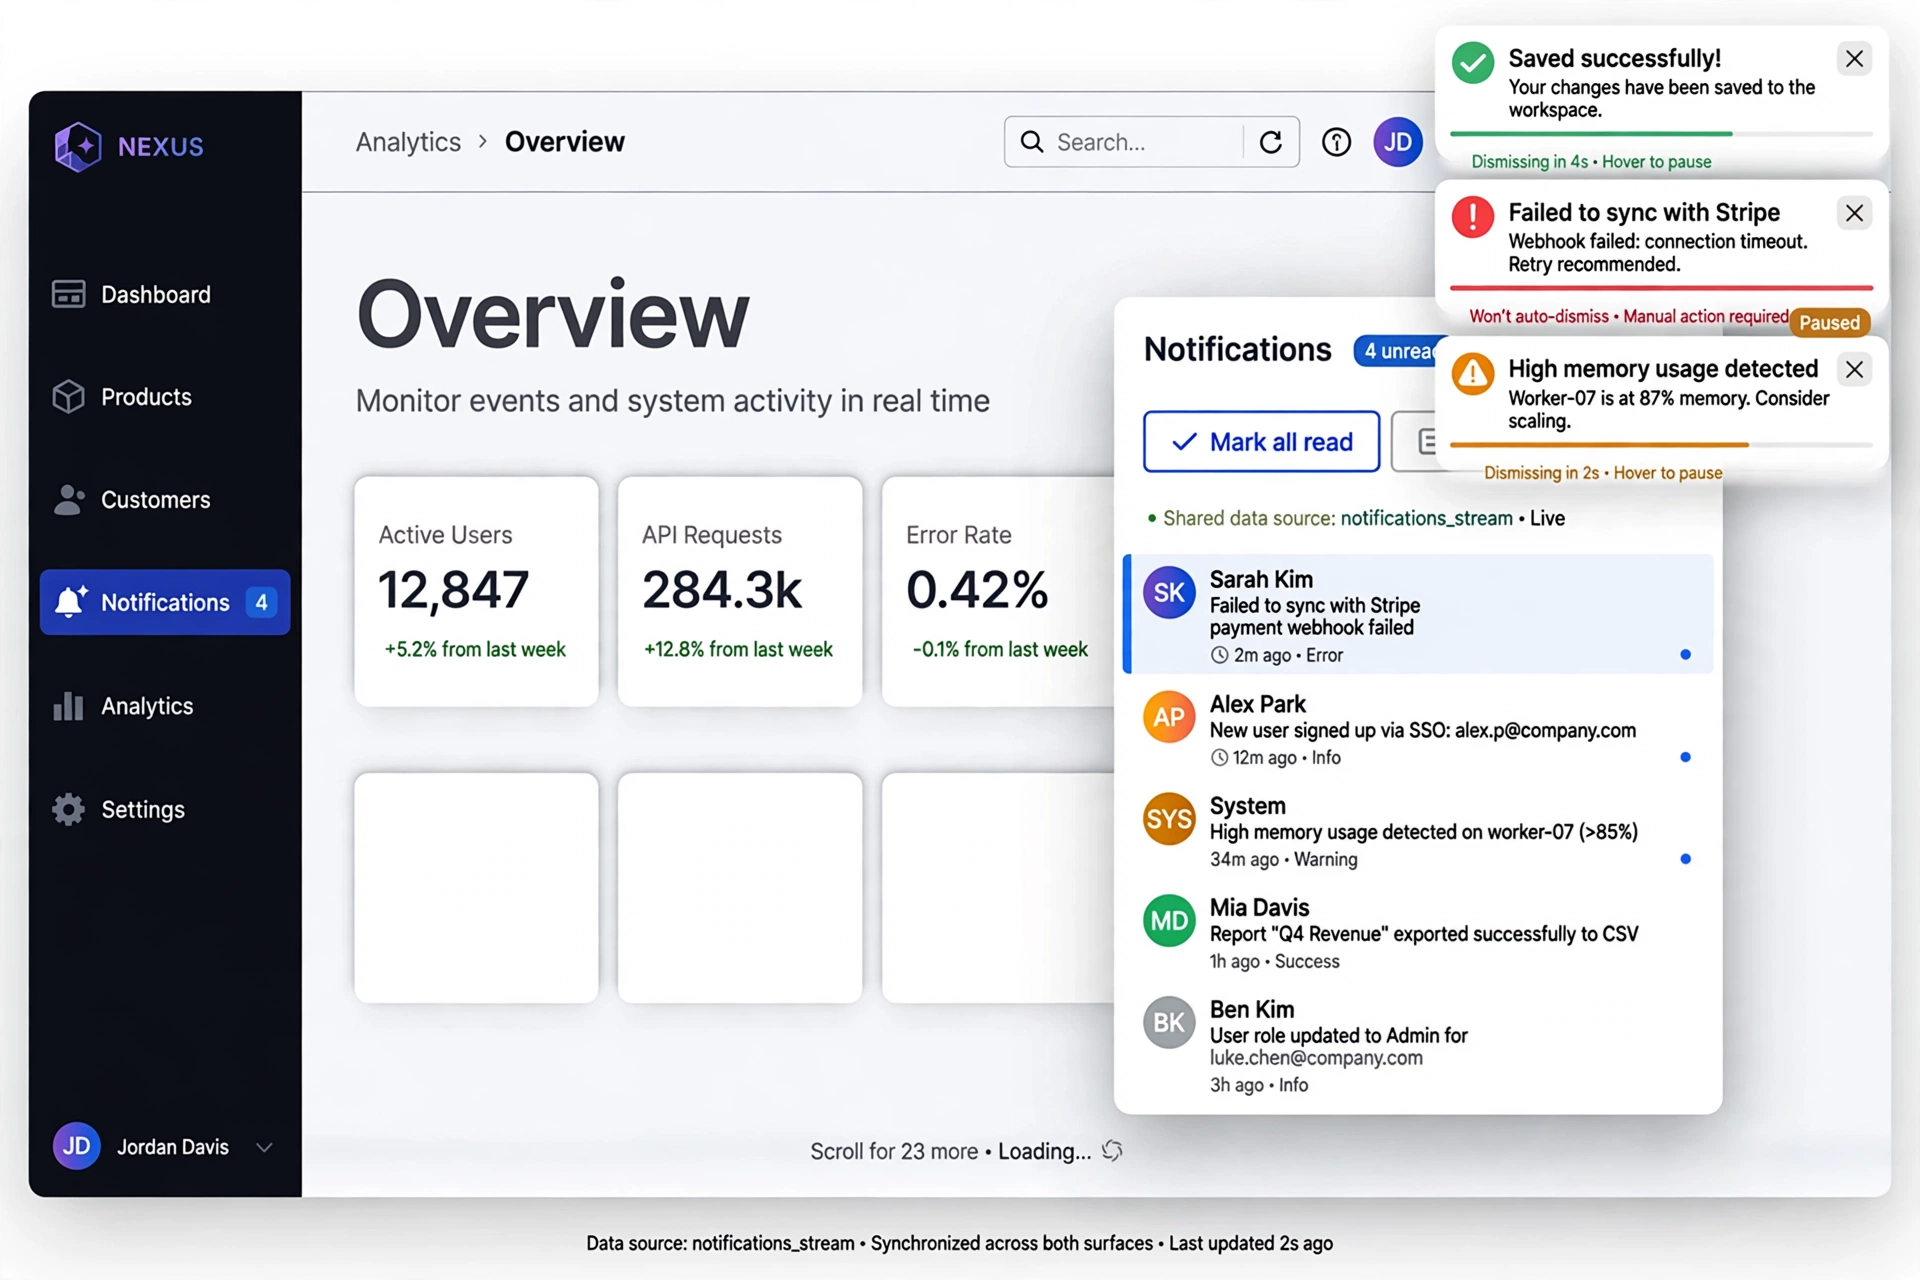 NEXUS
Dashboard
Products
Customers
Notifications 4
Analytics
Settings
JD Jordan Davis
Analytics > Overview
Search...
JD
Overview
Monitor events and system activity in real time
Active Users
12,847
+5.2% from last week
API Requests
284.3k
+12.8% from last week
Error Rate
0.42%
-0.1% from last week
Scroll for 23 more • Loading...
Saved successfully!
Your changes have been saved to the
workspace.
Dismissing in 4s • Hover to pause
Failed to sync with Stripe
Webhook failed: connection timeout.
Retry recommended.
Won't auto-dismiss • Manual action required
Paused
High memory usage detected
Worker-07 is at 87% memory. Consider
scaling.
Dismissing in 2s • Hover to pause
Notifications
4 unrea
Mark all read
• Shared data source: notifications_stream • Live
SK
Sarah Kim
Failed to sync with Stripe
payment webhook failed
2m ago • Error
AP
Alex Park
New user signed up via SSO: alex.p@company.com
12m ago • Info
SYS
System
High memory usage detected on worker-07 (>85%)
34m ago • Warning
MD
Mia Davis
Report "Q4 Revenue" exported successfully to CSV
1h ago • Success
BK
Ben Kim
User role updated to Admin for
luke.chen@company.com
3h ago • Info
Data source: notifications_stream • Synchronized across both surfaces • Last updated 2s ago